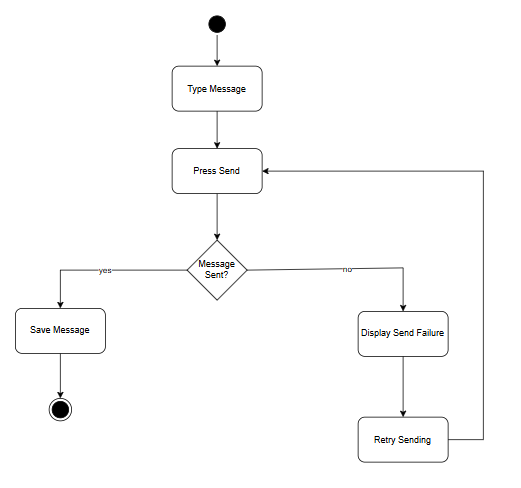 Type Message
Press Send
Message
Sent?
yes
no
Save Message
Display Send Failure
Retry Sending